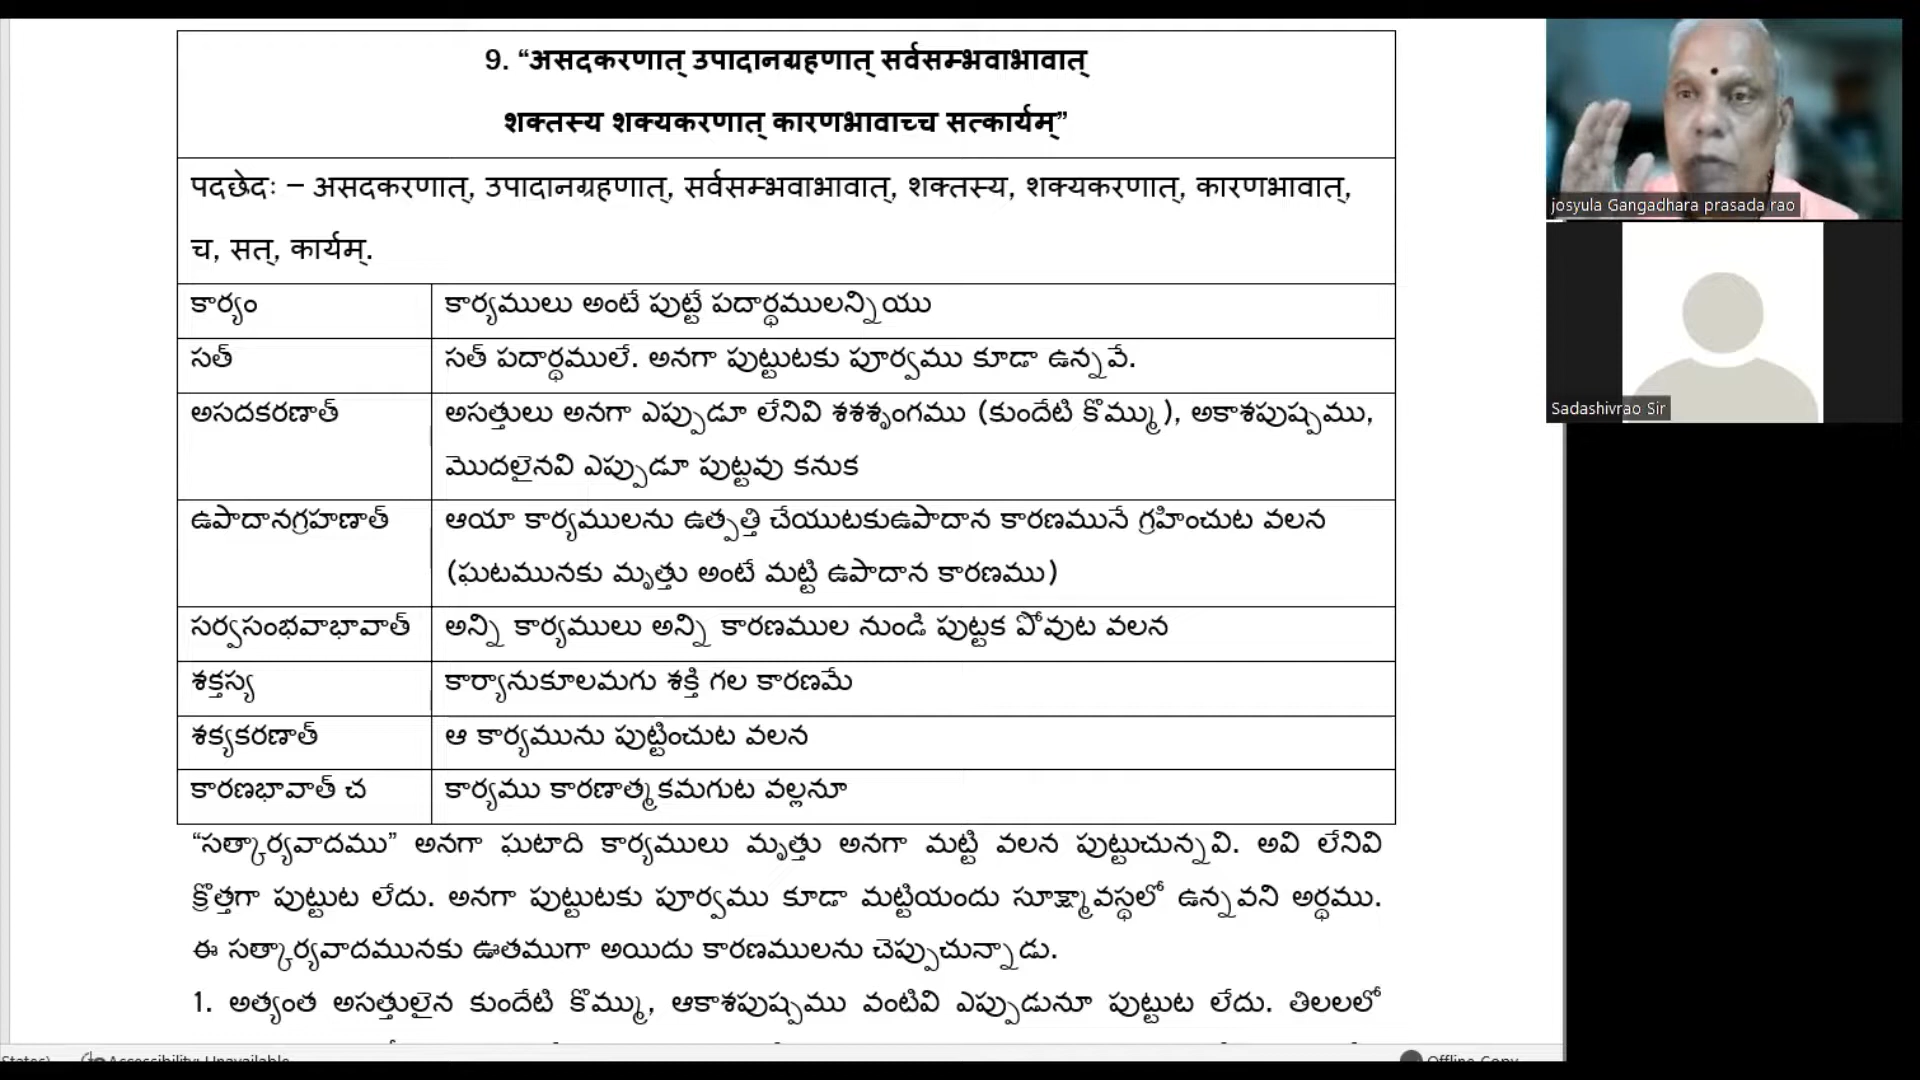 9. “असदकरणात् उपादानग्रहणात् सर्वसम्भवाभावात्
शक्तस्य शक्यकरणात् कारणभावाच्च सत्कार्यम्”
पदछेदः – असदकरणात्, उपादानग्रहणात्, सर्वसम्भवाभावात्, शक्तस्य, शक्यकरणात्, कारणभावात्,
च, सत्, कार्यम्.
కార్యం కార్యములు అంటే పుట్టే పదార్థములన్నియు
సత్ సత్ పదార్థములే. అనగా పుట్టుటకు పూర్వము కూడా ఉన్నవే.
అసదకరణాత్ అసత్తులు అనగా ఎప్పుడూ లేనివి శశశృంగము (కుందేటి కొమ్ము), అకాశపుష్పము,
మొదలైనవి ఎప్పుడూ పుట్టవు కనుక
ఉపాదానగ్రహణాత్ ఆయా కార్యములను ఉత్పత్తి చేయుటకుఉపాదాన కారణమునే గ్రహించుట వలన
(ఘటమునకు మృత్తు అంటే మట్టి ఉపాదాన కారణము)
సర్వసంభవాభావాత్ అన్ని కార్యములు అన్ని కారణముల నుండి పుట్టక పోవుట వలన
శక్తస్య కార్యానుకూలమగు శక్తి గల కారణమే
శక్యకరణాత్ ఆ కార్యమును పుట్టించుట వలన
కారణభావాత్ చ కార్యము కారణాత్మకమగుట వల్లనూ
“సత్కార్యవాదము” అనగా ఘటాది కార్యములు మృత్తు అనగా మట్టి వలన పుట్టుచున్నవి. అవి లేనివి
క్రొత్తగా పుట్టుట లేదు. అనగా పుట్టుటకు పూర్వము కూడా మట్టియందు సూక్ష్మావస్థలో ఉన్నవని అర్థము.
ఈ సత్కార్యవాదమునకు ఊతముగా అయిదు కారణములను చెప్పుచున్నాడు.
1. అత్యంత అసత్తులైన కుందేటి కొమ్ము, ఆకాశపుష్పము వంటివి ఎప్పుడునూ పుట్టుట లేదు. తిలలలో
States) Accessibility: Unavailable Offline Copy
josyula Gangadhara prasada rao
Sadashivrao Sir